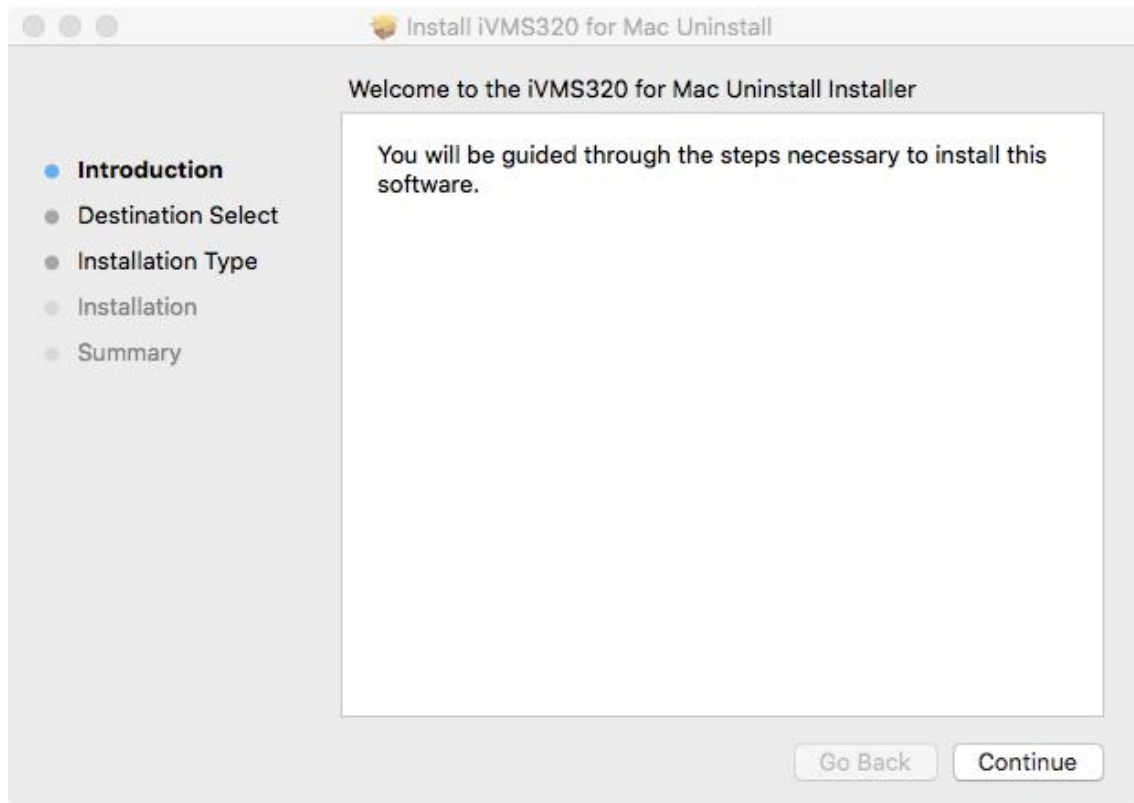 Install iVMS320 for Mac Uninstall
Welcome to the iVMS320 for Mac Uninstall Installer
Introduction
Destination Select
Installation Type
Installation
Summary
You will be guided through the steps necessary to install this
software.
Go Back
Continue